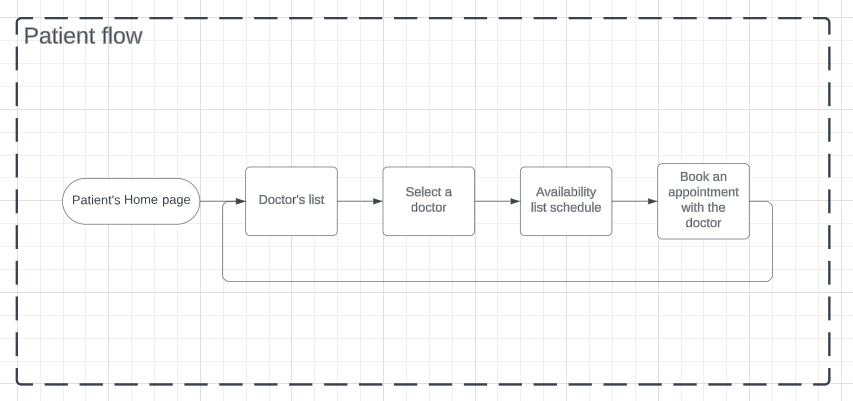 Patient flow
Patient's Home page
Doctor's list
Select a
doctor
Availability
list schedule
Book an
appointment
with the
doctor